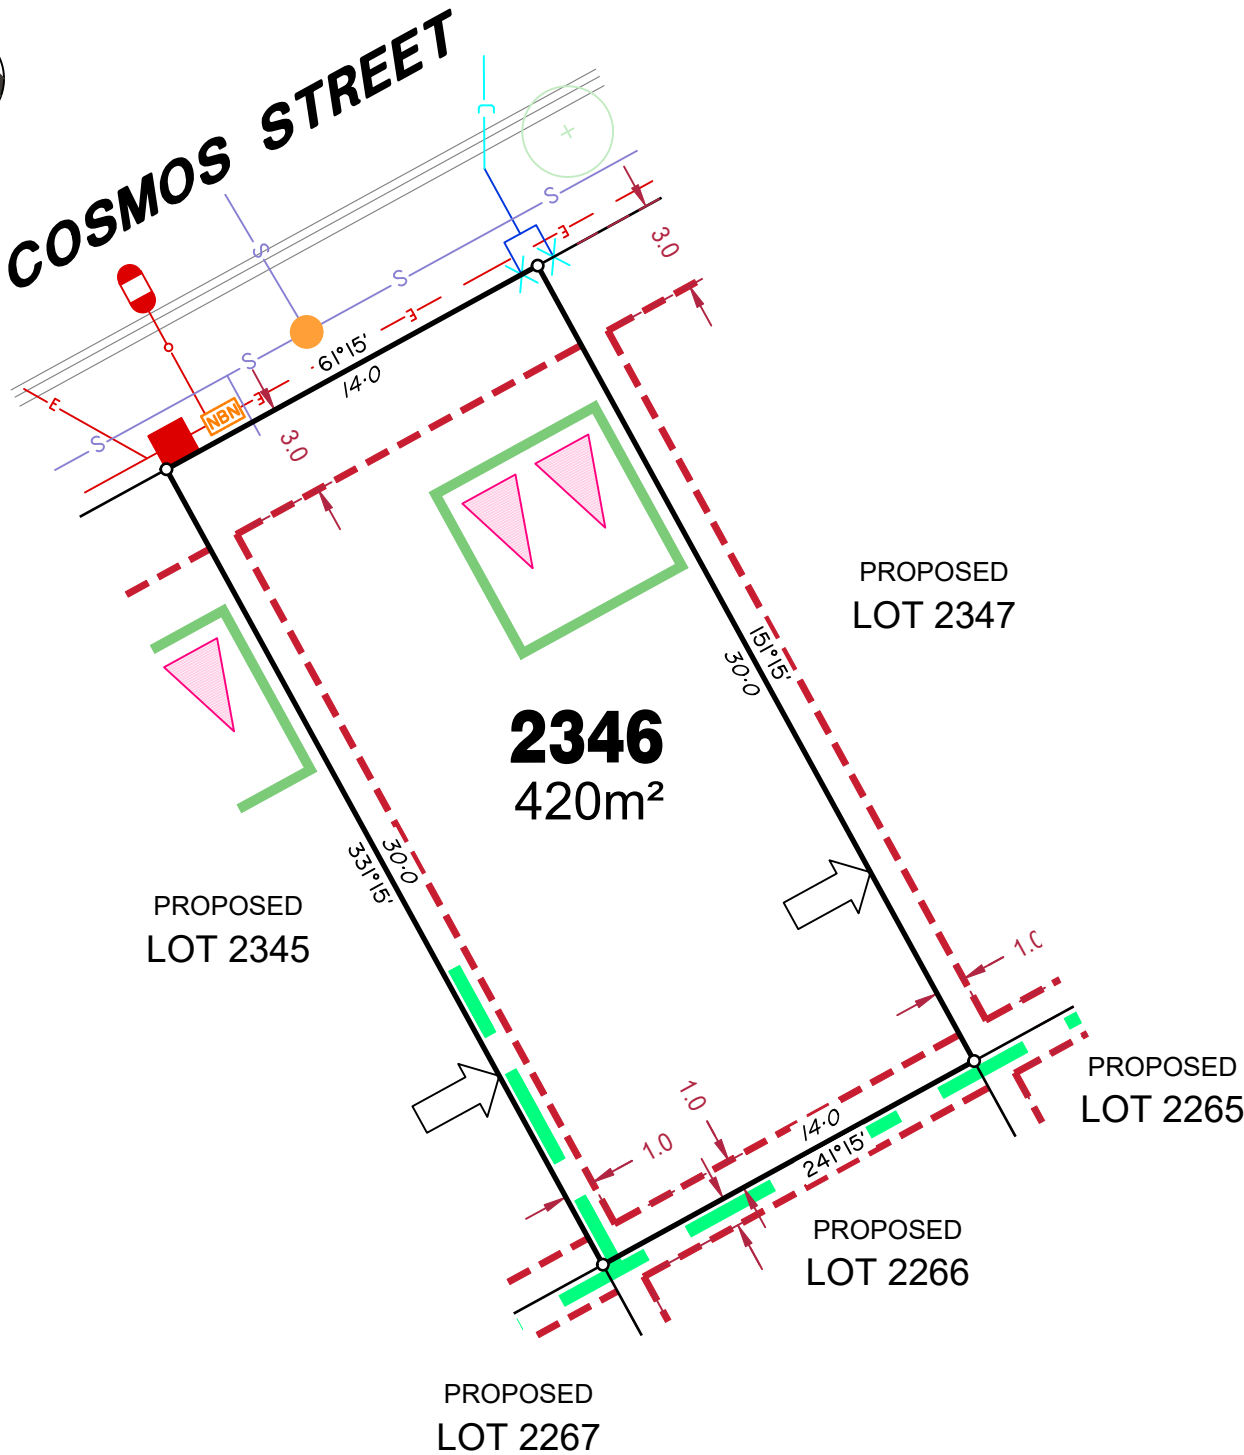 COSMOS STREET
C
S
S
S
S
S
E
E
E
E
NBN
3.0
3.0
61°15'
14·0
PROPOSED
LOT 2347
151°15'
30·0
2346
420m²
30·0
331°15'
PROPOSED
LOT 2345
1.0
1.0
1.0
14·0
241°15'
PROPOSED
LOT 2265
PROPOSED
LOT 2266
PROPOSED
LOT 2267